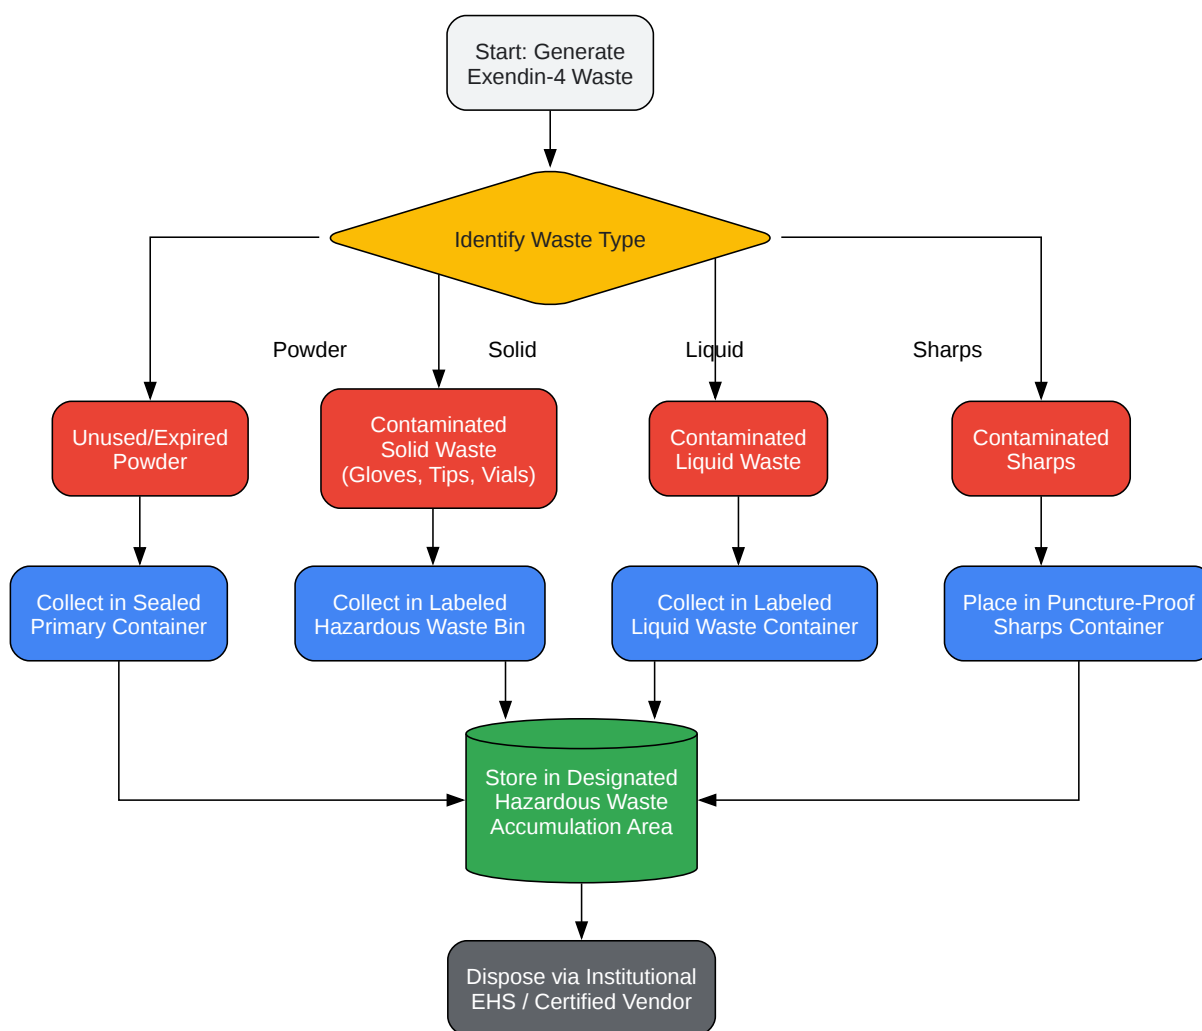 Start: Generate
Exendin-4 Waste
Identify Waste Type
Powder
Solid
Liquid
Sharps
Unused/Expired
Powder
Contaminated
Solid Waste
(Gloves, Tips, Vials)
Contaminated
Liquid Waste
Contaminated
Sharps
Collect in Sealed
Primary Container
Collect in Labeled
Hazardous Waste Bin
Collect in Labeled
Liquid Waste Container
Place in Puncture-Proof
Sharps Container
Store in Designated
Hazardous Waste
Accumulation Area
Dispose via Institutional
EHS / Certified Vendor